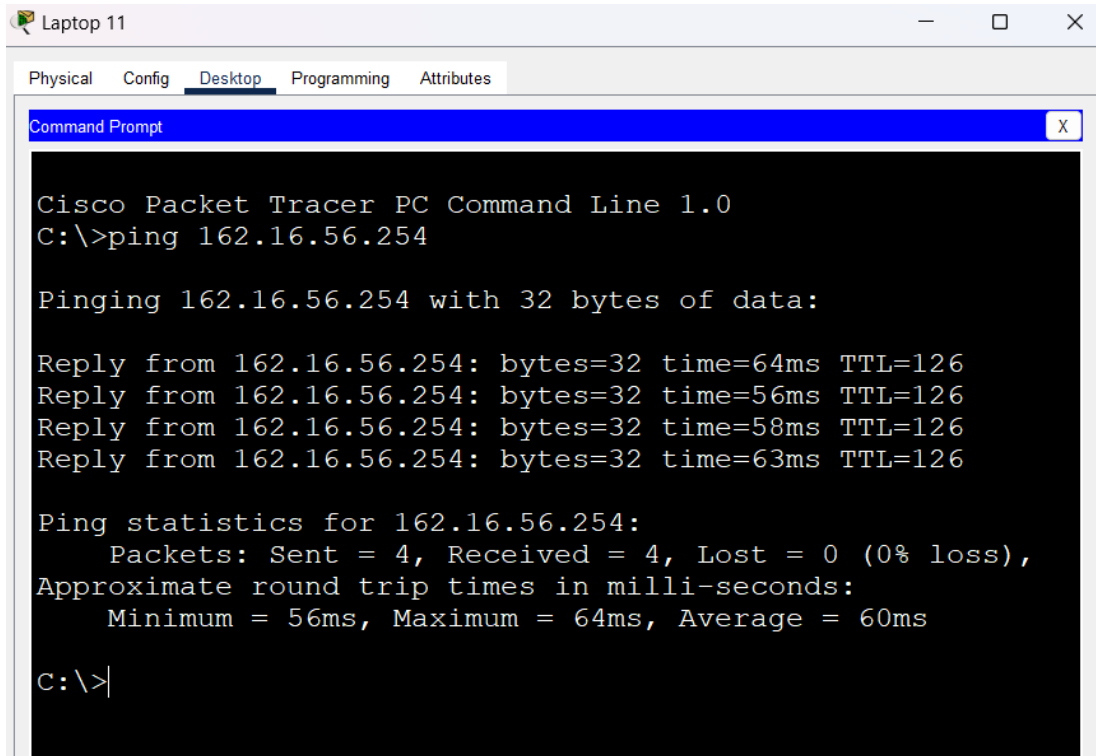 Laptop 11
Physical Config Desktop Programming Attributes
Command Prompt X
Cisco Packet Tracer PC Command Line 1.0
C:\>ping 162.16.56.254
Pinging 162.16.56.254 with 32 bytes of data:
Reply from 162.16.56.254: bytes=32 time=64ms TTL=126
Reply from 162.16.56.254: bytes=32 time=56ms TTL=126
Reply from 162.16.56.254: bytes=32 time=58ms TTL=126
Reply from 162.16.56.254: bytes=32 time=63ms TTL=126
Ping statistics for 162.16.56.254:
Packets: Sent = 4, Received = 4, Lost = 0 (0% loss),
Approximate round trip times in milli-seconds:
Minimum = 56ms, Maximum = 64ms, Average = 60ms
C:\>